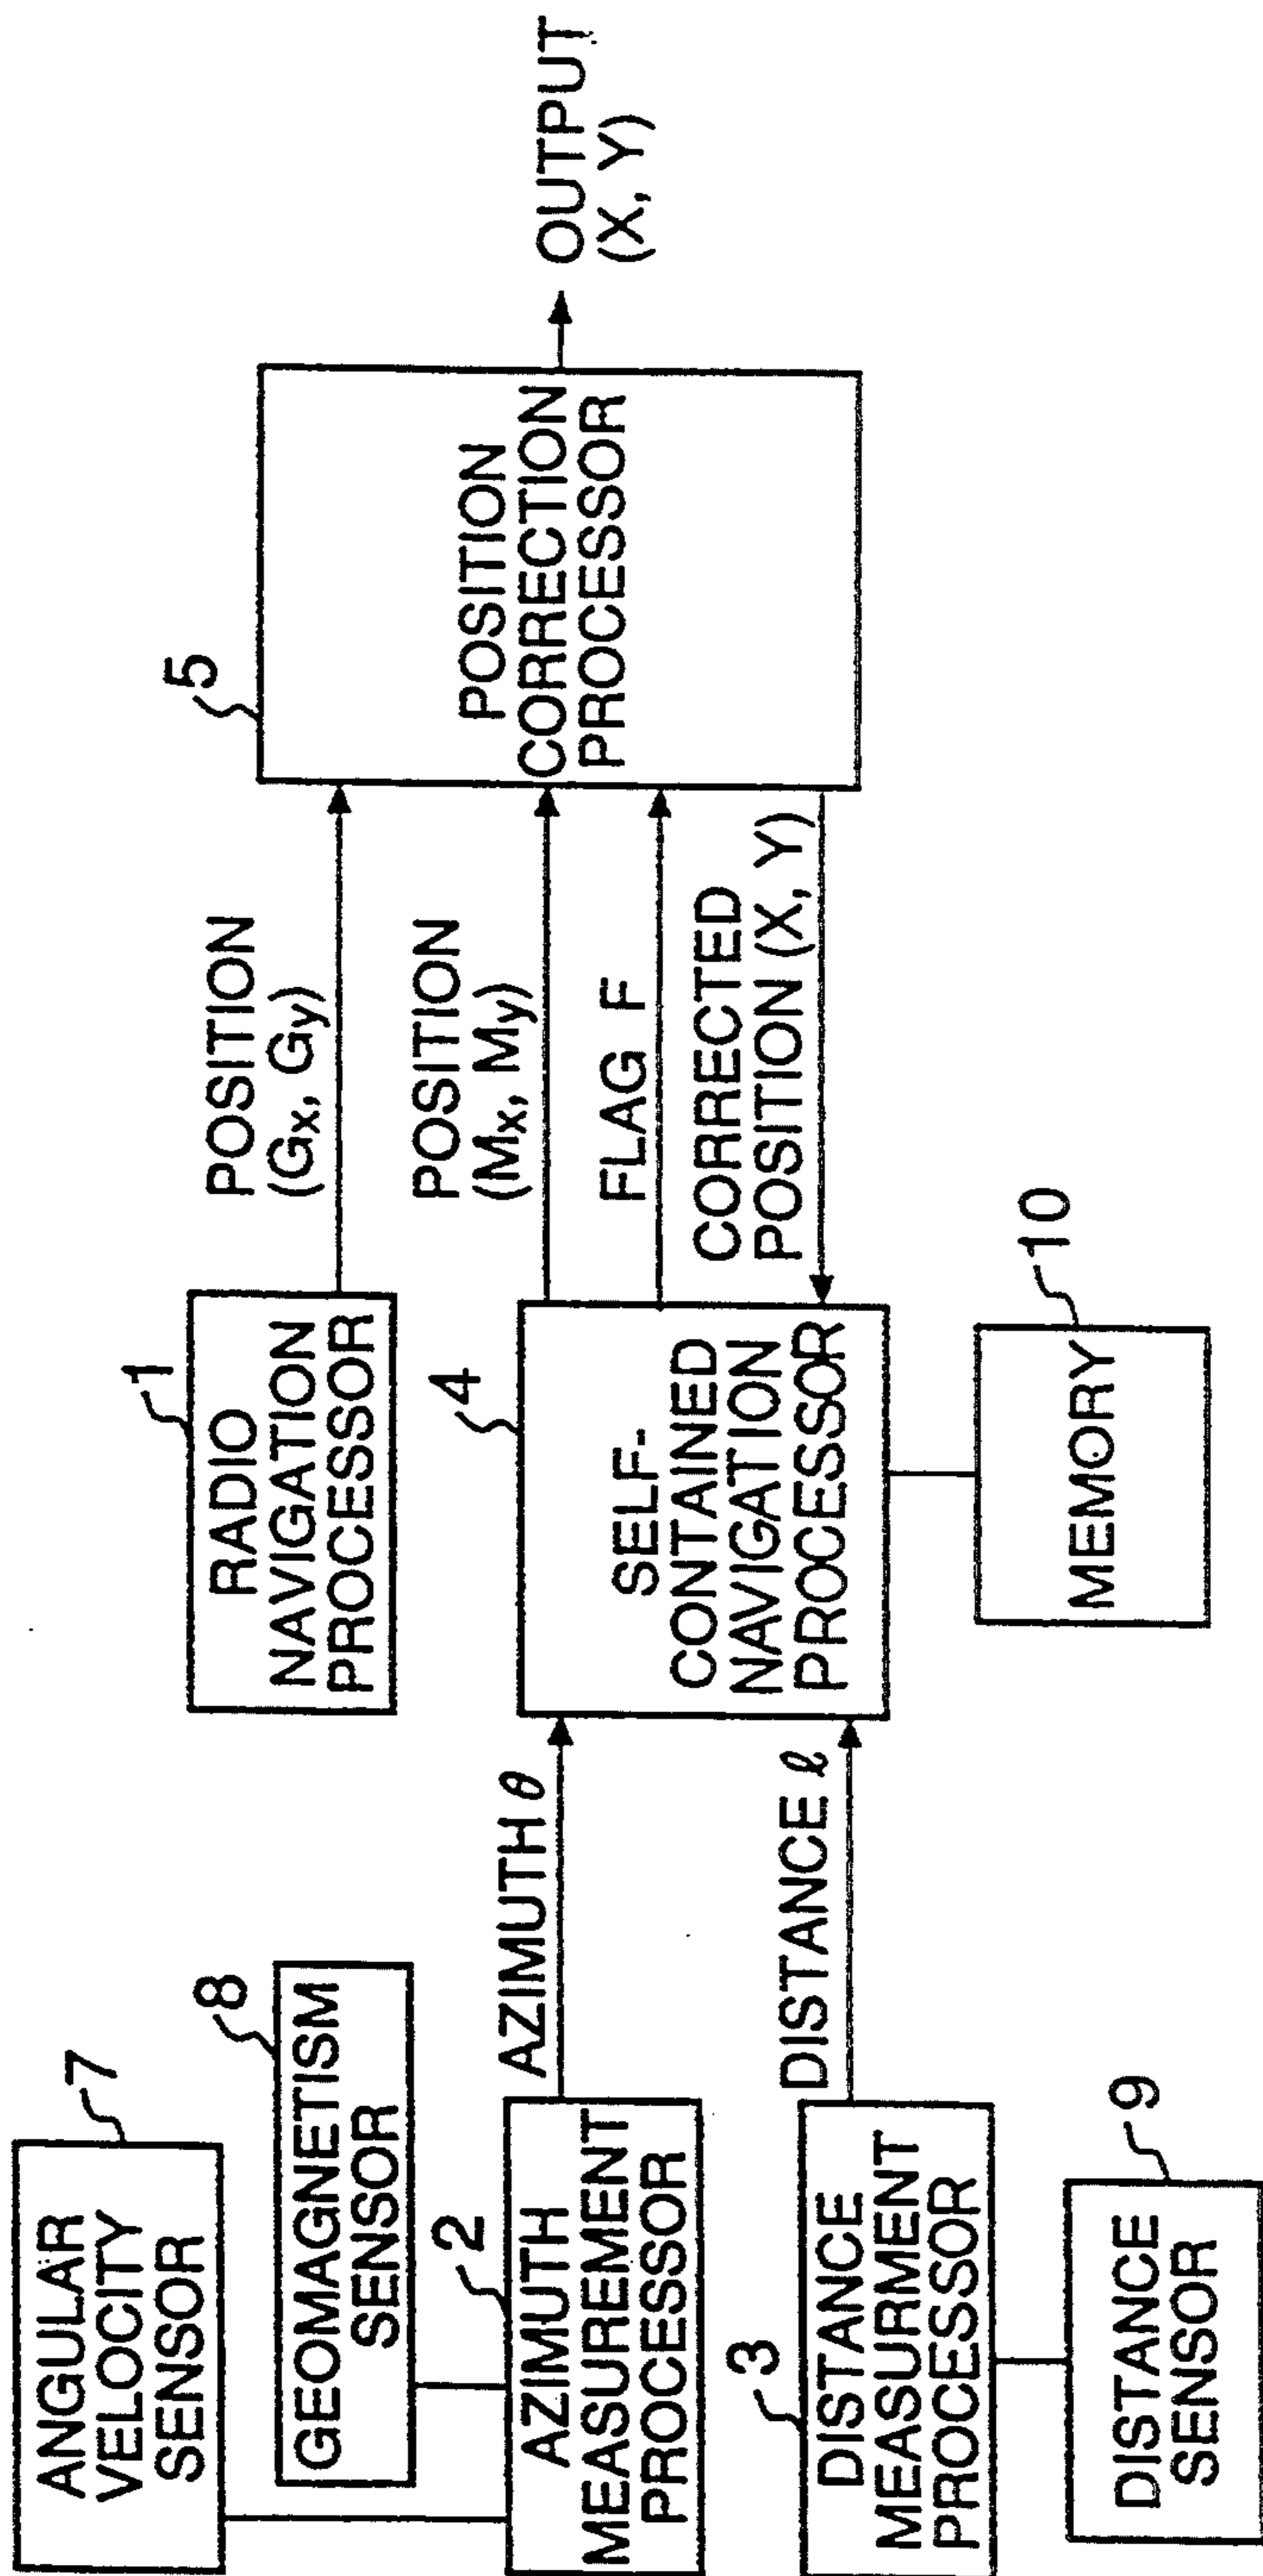 7
ANGULAR
VELOCITY
SENSOR
8
GEOMAGNETISM
SENSOR
2
AZIMUTH
MEASUREMENT
PROCESSOR
3
DISTANCE
MEASURMENT
PROCESSOR
9
DISTANCE
SENSOR
AZIMUTH θ
DISTANCE ℓ
1
RADIO
NAVIGATION
PROCESSOR
4
SELF-
CONTAINED
NAVIGATION
PROCESSOR
10
MEMORY
POSITION
(Gx, Gy)
POSITION
(Mx, My)
FLAG F
CORRECTED
POSITION (X, Y)
5
POSITION
CORRECTION
PROCESSOR
OUTPUT
(X, Y)